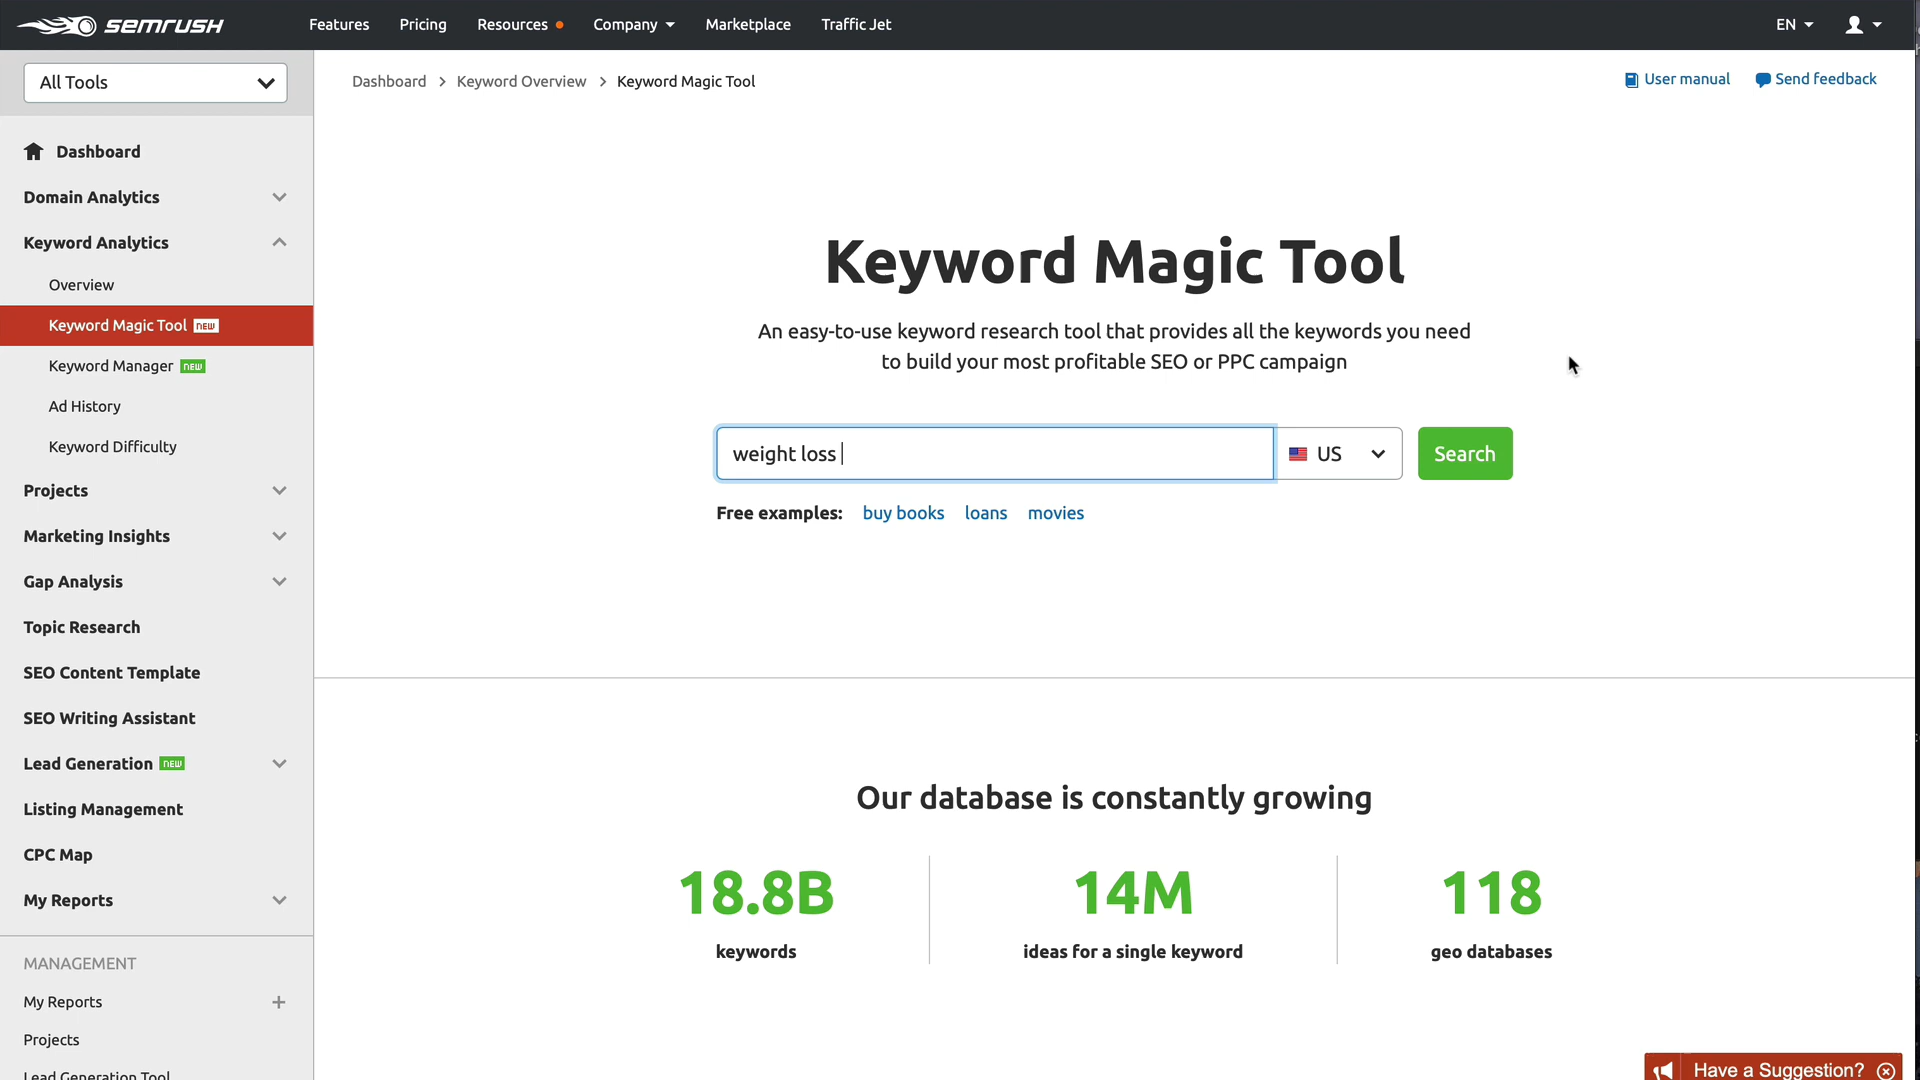 SEMRUSH
Features
Pricing
Resources
Company
Marketplace
Traffic Jet
EN
All Tools
Dashboard
Domain Analytics
Keyword Analytics
Overview
Keyword Magic Tool NEW
Keyword Manager NEW
Ad History
Keyword Difficulty
Projects
Marketing Insights
Gap Analysis
Topic Research
SEO Content Template
SEO Writing Assistant
Lead Generation NEW
Listing Management
CPC Map
My Reports
MANAGEMENT
My Reports
Projects
Lead Generation Tool
Dashboard > Keyword Overview > Keyword Magic Tool
User manual
Send feedback
Keyword Magic Tool
An easy-to-use keyword research tool that provides all the keywords you need
to build your most profitable SEO or PPC campaign
weight loss
US
Search
Free examples: buy books loans movies
Our database is constantly growing
18.8B
keywords
14M
ideas for a single keyword
118
geo databases
Have a Suggestion?